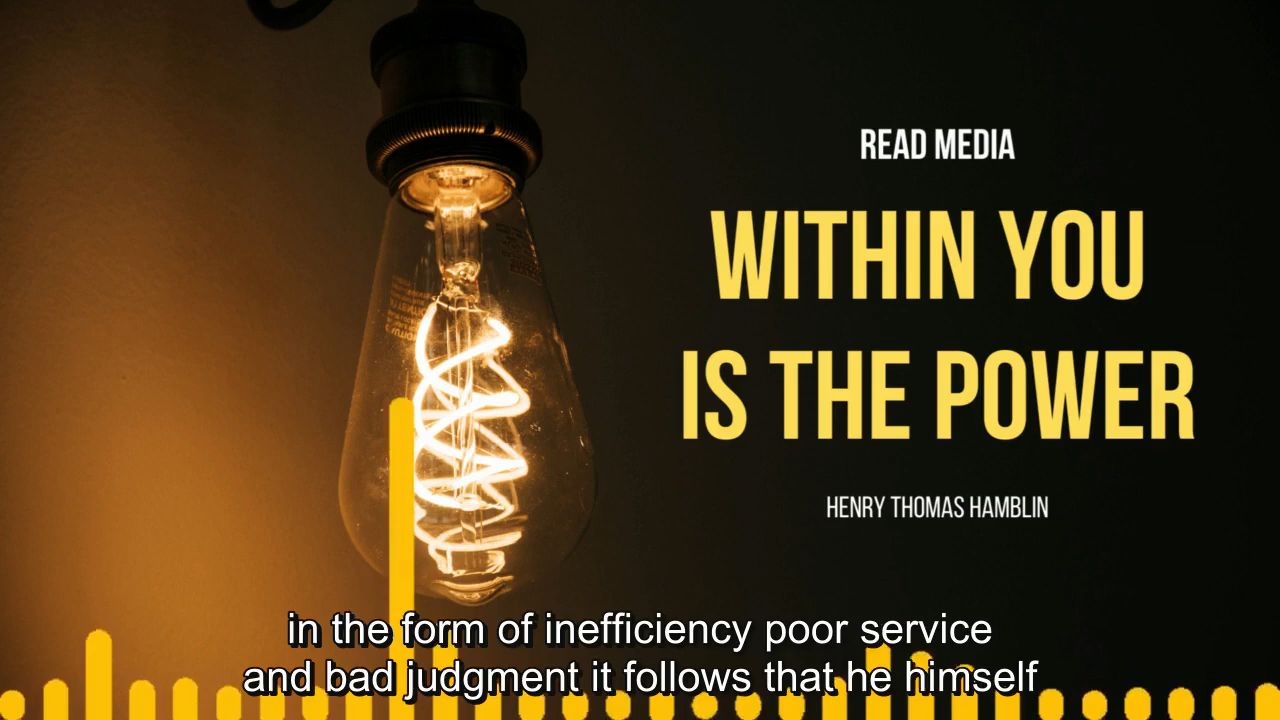 READ MEDIA
WITHIN YOU
IS THE POWER
HENRY THOMAS HAMBLIN
in the form of inefficiency poor service
and bad judgment it follows that he himself